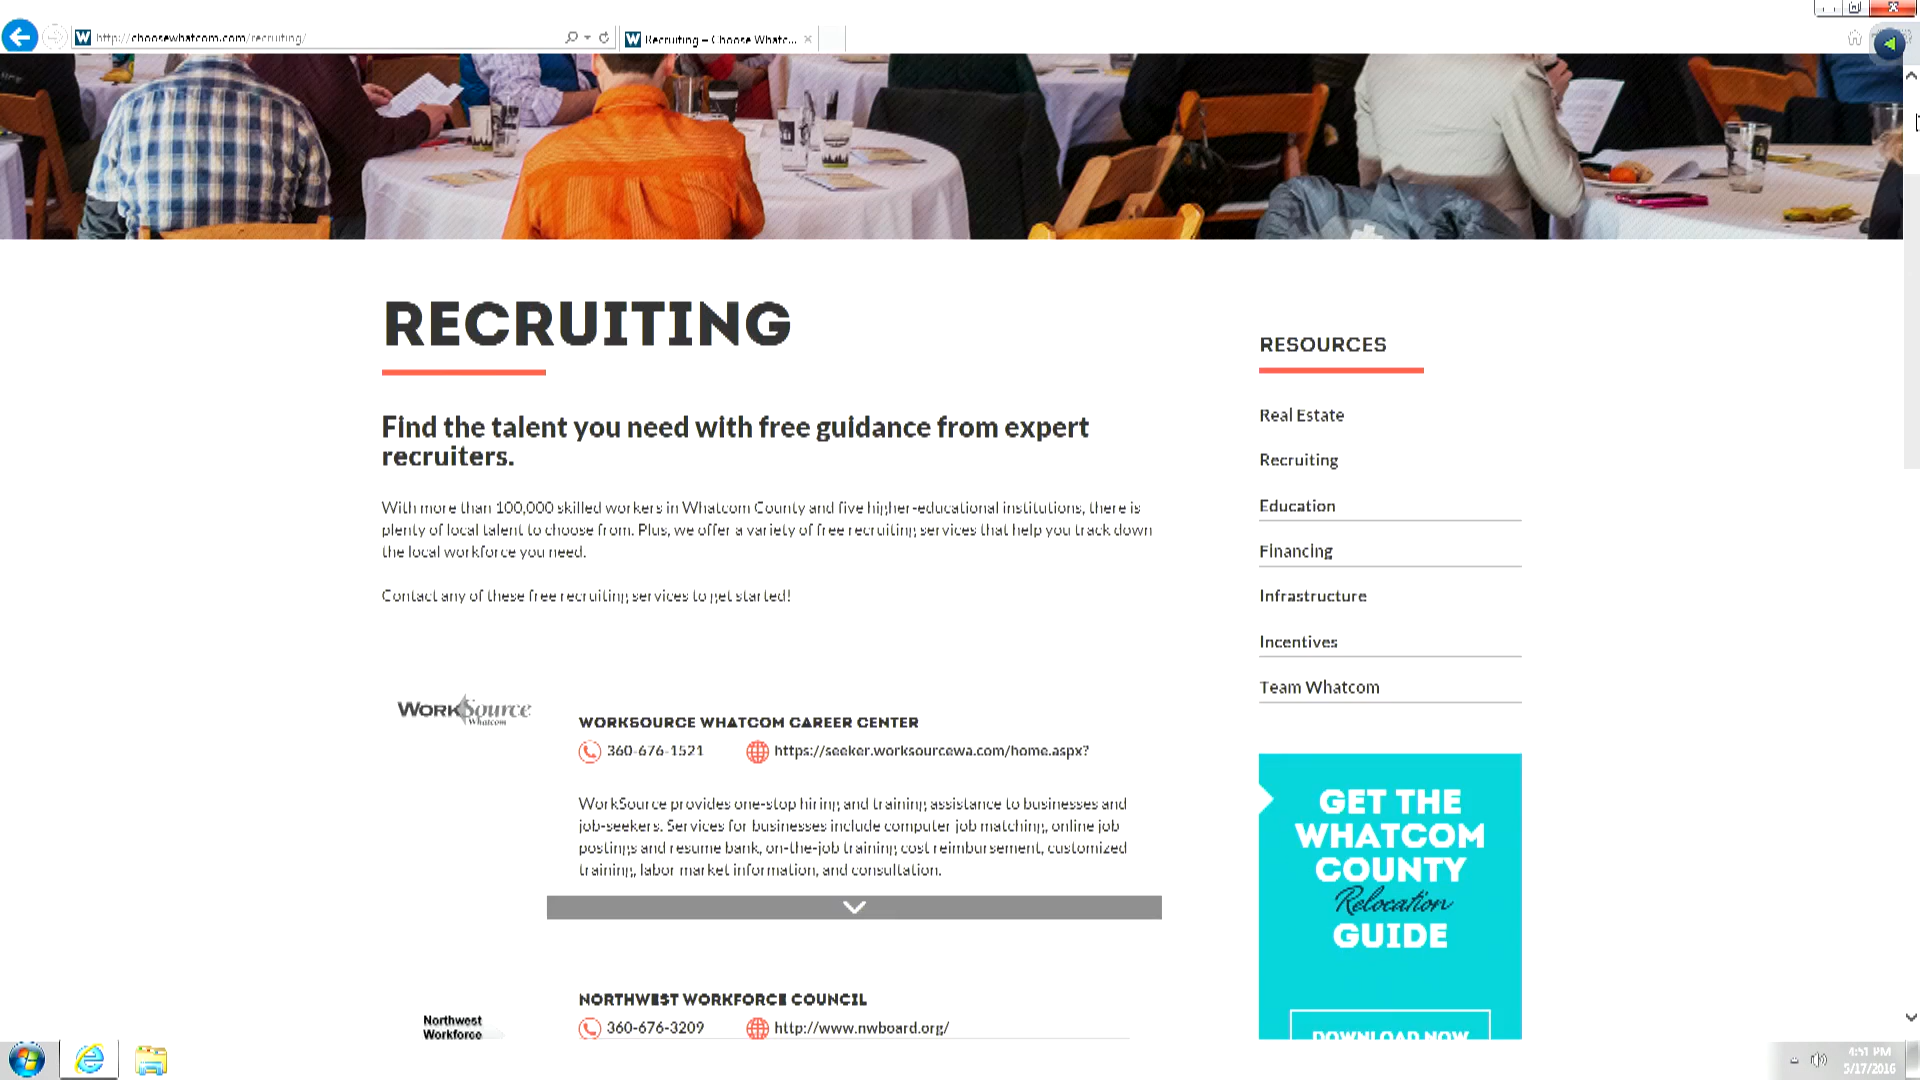 http://choosewhatcom.com/recruiting/
Recruiting – Choose Whatc...
RECRUITING
Find the talent you need with free guidance from expert
recruiters.
With more than 100,000 skilled workers in Whatcom County and five higher-educational institutions, there is
plenty of local talent to choose from. Plus, we offer a variety of free recruiting services that help you track down
the local workforce you need.
Contact any of these free recruiting services to get started!
WORKSource
Whatcom
WORKSOURCE WHATCOM CAREER CENTER
360-676-1521 https://seeker.worksourcewa.com/home.aspx?
WorkSource provides one-stop hiring and training assistance to businesses and
job-seekers. Services for businesses include computer job matching, online job
postings and resume bank, on-the-job training cost reimbursement, customized
training, labor market information, and consultation.
Northwest
Workforce
NORTHWEST WORKFORCE COUNCIL
360-676-3209 http://www.nwboard.org/
RESOURCES
Real Estate
Recruiting
Education
Financing
Infrastructure
Incentives
Team Whatcom
GET THE
WHATCOM
COUNTY
Relocation
GUIDE
DOWNLOAD NOW
4:51 PM
5/17/2016